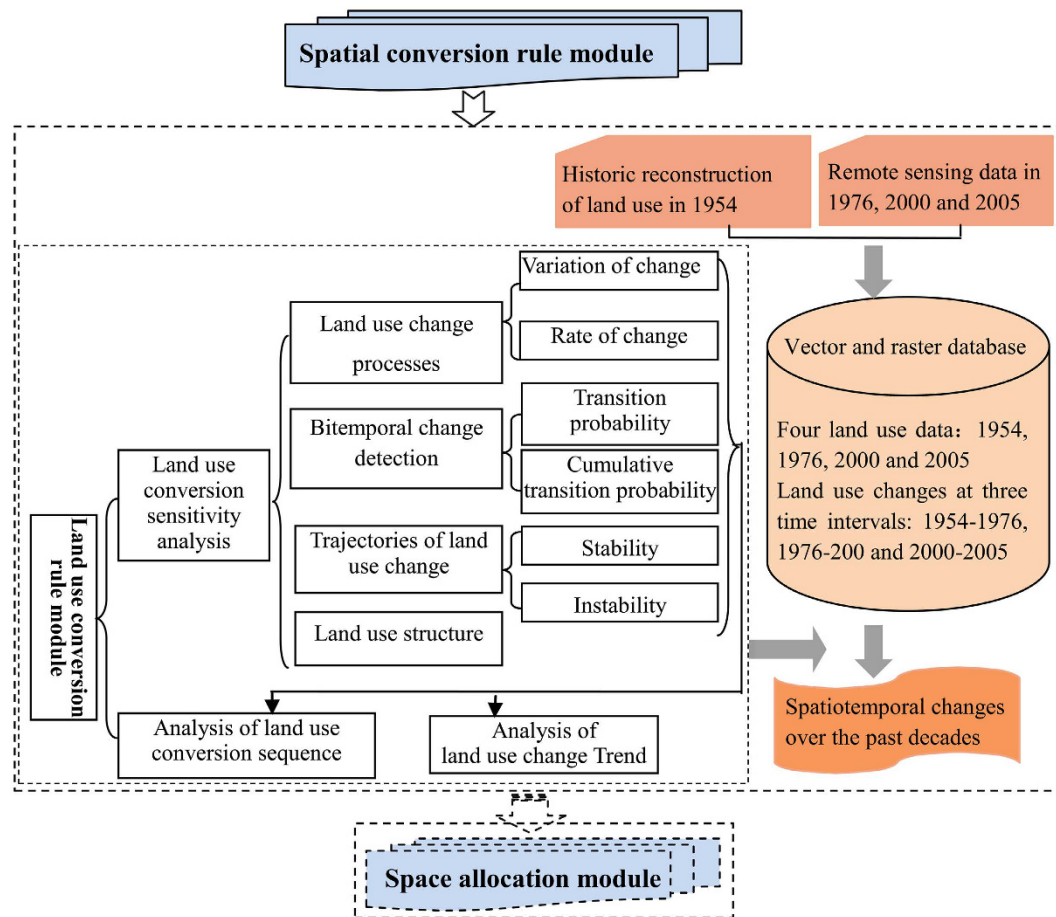 Spatial conversion rule module
Historic reconstruction
of land use in 1954
Remote sensing data in
1976, 2000 and 2005
Variation of change
Land use change
processes
Rate of change
Vector and raster database
Transition
probability
Bitemporal change
detection
Cumulative
transition probability
Four land use data：1954,
1976, 2000 and 2005
Land use changes at three
time intervals: 1954-1976,
1976-200 and 2000-2005
Land use
conversion
sensitivity
analysis
Land use conversion
rule module
Trajectories of land
use change
Stability
Instability
Land use structure
Analysis of land use
conversion sequence
Analysis of
land use change Trend
Spatiotemporal changes
over the past decades
Space allocation module